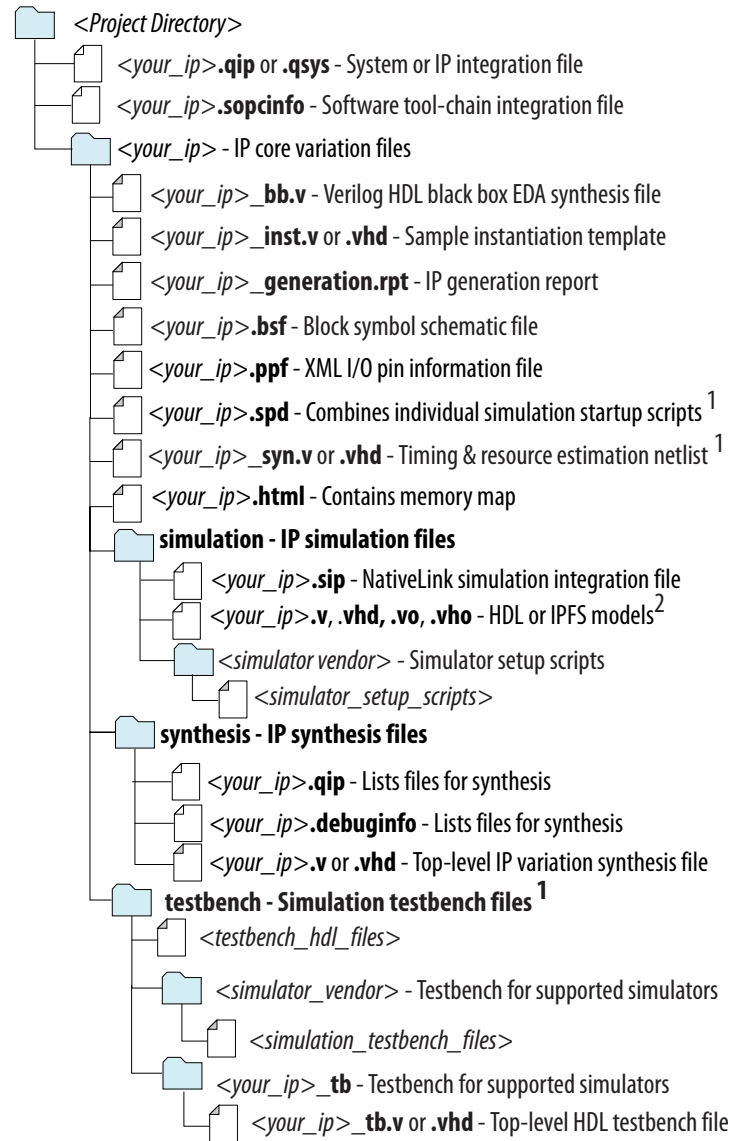 <Project Directory>
<your_ip>.qip or .qsys - System or IP integration file
<your_ip>.sopcinfo - Software tool-chain integration file
<your_ip> - IP core variation files
<your_ip>_bb.v - Verilog HDL black box EDA synthesis file
<your_ip>_inst.v or .vhd - Sample instantiation template
<your_ip>_generation.rpt - IP generation report
<your_ip>.bsf - Block symbol schematic file
<your_ip>.ppf - XML I/O pin information file
<your_ip>.spd - Combines individual simulation startup scripts 1
<your_ip>_syn.v or .vhd - Timing & resource estimation netlist 1
<your_ip>.html - Contains memory map
simulation - IP simulation files
<your_ip>.sip - NativeLink simulation integration file
<your_ip>.v, .vhd, .vo, .vho - HDL or IPFS models2
<simulator vendor> - Simulator setup scripts
<simulator_setup_scripts>
synthesis - IP synthesis files
<your_ip>.qip - Lists files for synthesis
<your_ip>.debuginfo - Lists files for synthesis
<your_ip>.v or .vhd - Top-level IP variation synthesis file
testbench - Simulation testbench files 1
<testbench_hdl_files>
<simulator_vendor> - Testbench for supported simulators
<simulation_testbench_files>
<your_ip>_tb - Testbench for supported simulators
<your_ip>_tb.v or .vhd - Top-level HDL testbench file